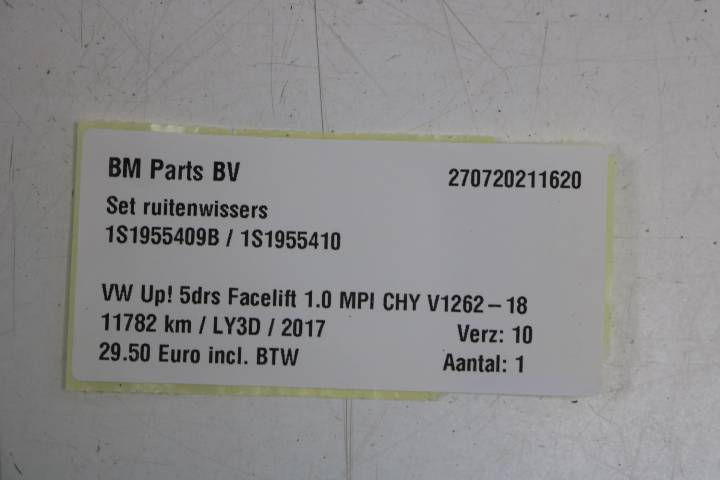 BM Parts BV 270720211620
Set ruitenwissers
1S1955409B / 1S1955410
VW Up! 5drs Facelift 1.0 MPI CHY V1262–18
11782 km / LY3D / 2017 Verz: 10
29.50 Euro incl. BTW Aantal: 1